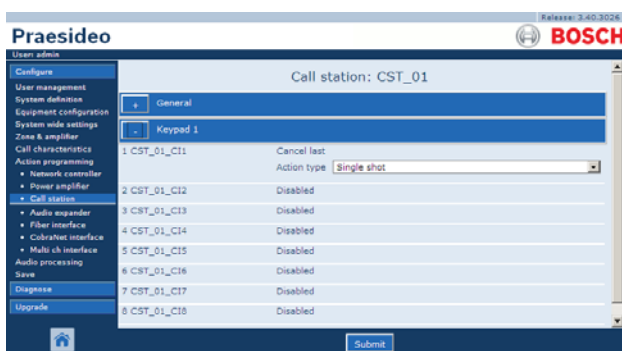 Release: 3.40.3026
Praesideo
BOSCH
User: admin
Configure
User management
System definition
Equipment configuration
System wide settings
Zone & amplifier
Call characteristics
Action programming
• Network controller
• Power amplifier
• Call station
• Audio expander
• Fiber interface
• CobraNet interface
• Multi ch interface
Audio processing
Save
Diagnose
Upgrade
Call station: CST_01
+ General
- Keypad 1
1 CST_01_CI1 Cancel last
Action type Single shot
2 CST_01_CI2 Disabled
3 CST_01_CI3 Disabled
4 CST_01_CI4 Disabled
5 CST_01_CI5 Disabled
6 CST_01_CI6 Disabled
7 CST_01_CI7 Disabled
8 CST_01_CI8 Disabled
Submit